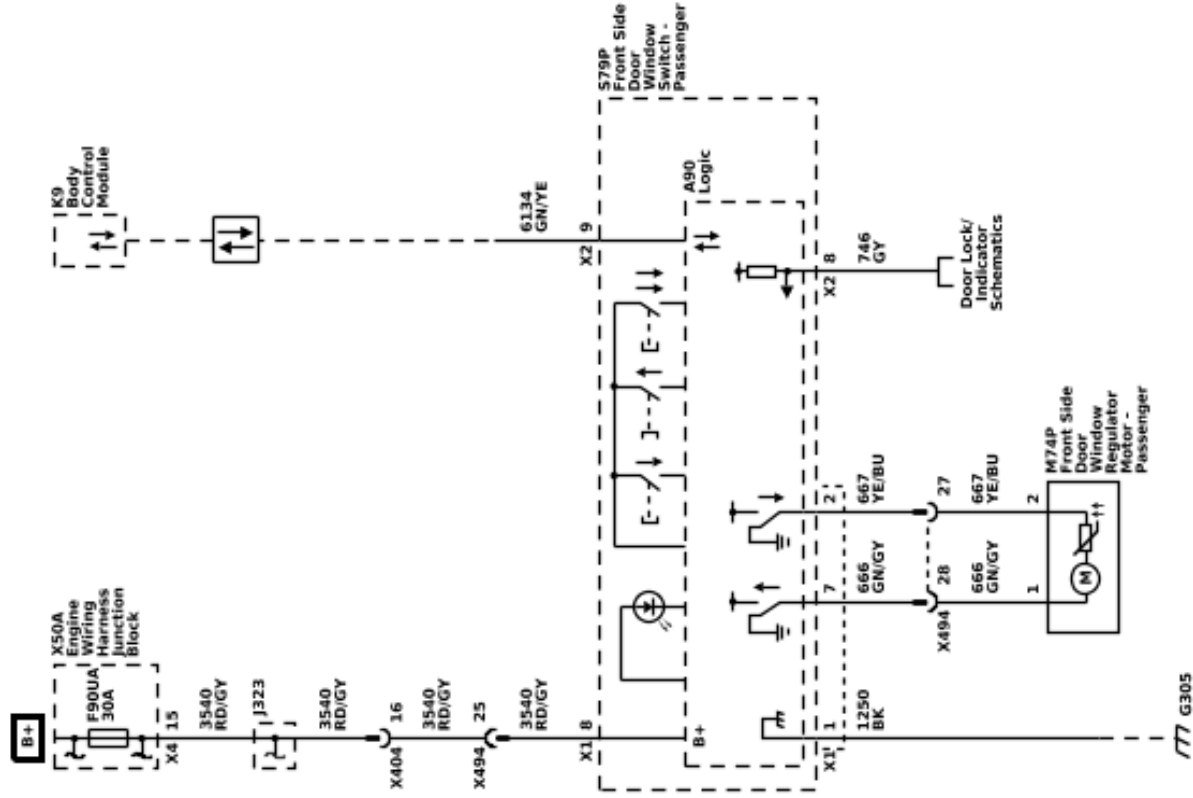 B+
X50A
Engine
Wiring
Harness
Junction
Block
F90UA
30A
X4
15
3540
RD/GY
J323
3540
RD/GY
X404
16
3540
RD/GY
X494
25
3540
RD/GY
X1
8
B+
K9
Body
Control
Module
6134
GN/YE
X2
9
S79P
Front Side
Door
Window
Switch -
Passenger
A90
Logic
X2
8
746
GY
Door Lock/
Indicator
Schematics
X1
1
1250
BK
G305
7
666
GN/GY
X494
28
666
GN/GY
1
2
667
YE/BU
27
667
YE/BU
2
M
M74P
Front Side
Door
Window
Regulator
Motor -
Passenger